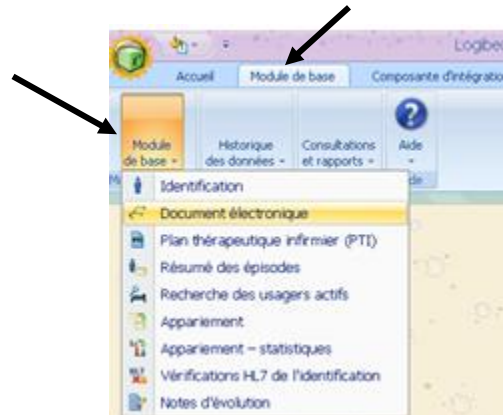 Logibec
Accueil Module de base Composante d'intégratio
Module de base Historique des données Consultations et rapports Aide
Identification
Document électronique
Plan thérapeutique infirmier (PTI)
Résumé des épisodes
Recherche des usagers actifs
Appariement
Appariement – statistiques
Vérifications HL7 de l'identification
Notes d'évolution